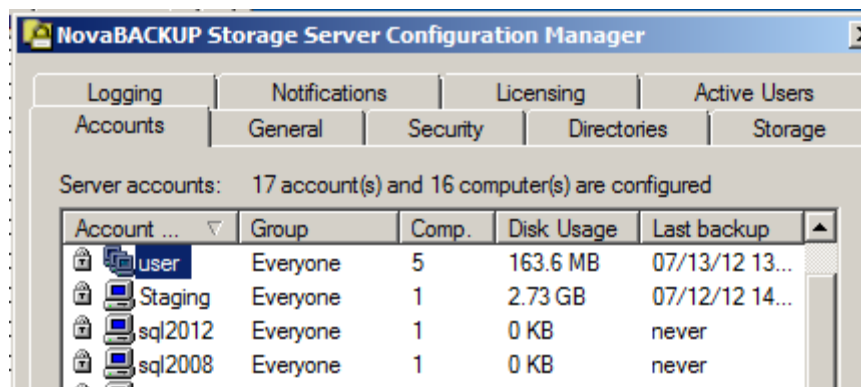 NovaBACKUP Storage Server Configuration Manager
Logging Notifications Licensing Active Users
Accounts General Security Directories Storage
Server accounts: 17 account(s) and 16 computer(s) are configured
Account ... Group Comp. Disk Usage Last backup
user Everyone 5 163.6 MB 07/13/12 13...
Staging Everyone 1 2.73 GB 07/12/12 14...
sql2012 Everyone 1 0 KB never
sql2008 Everyone 1 0 KB never